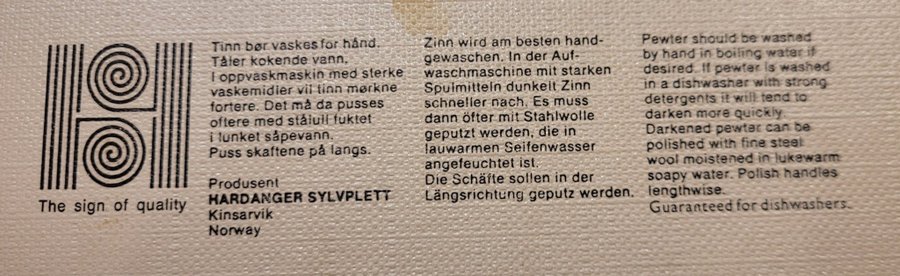 The sign of quality
Tinn bør vaskes for hånd.
Tåler kokende vann.
I oppvaskmaskin med sterke
vaskemidler vil tinn mørkne
fortere. Det må da pusses
oftere med stålull fuktet
i lunket såpevann.
Puss skaftene på langs.
Produsent
HARDANGER SYLVPLETT
Kinsarvik
Norway
Zinn wird am besten hand-
gewaschen. In der Auf-
waschmaschine mit starken
Spulmitteln dunkelt Zinn
schneller nach. Es muss
dann öfter mit Stahlwolle
geputzt werden, die in
lauwarmen Seifenwasser
angefeuchtet ist.
Die Schäfte sollen in der
Längsrichtung geputz werden.
Pewter should be washed
by hand in boiling water if
desired. If pewter is washed
in a dishwasher with strong
detergents it will tend to
darken more quickly.
Darkened pewter can be
polished with fine steel
wool moistened in lukewarm
soapy water. Polish handles
lengthwise.
Guaranteed for dishwashers.